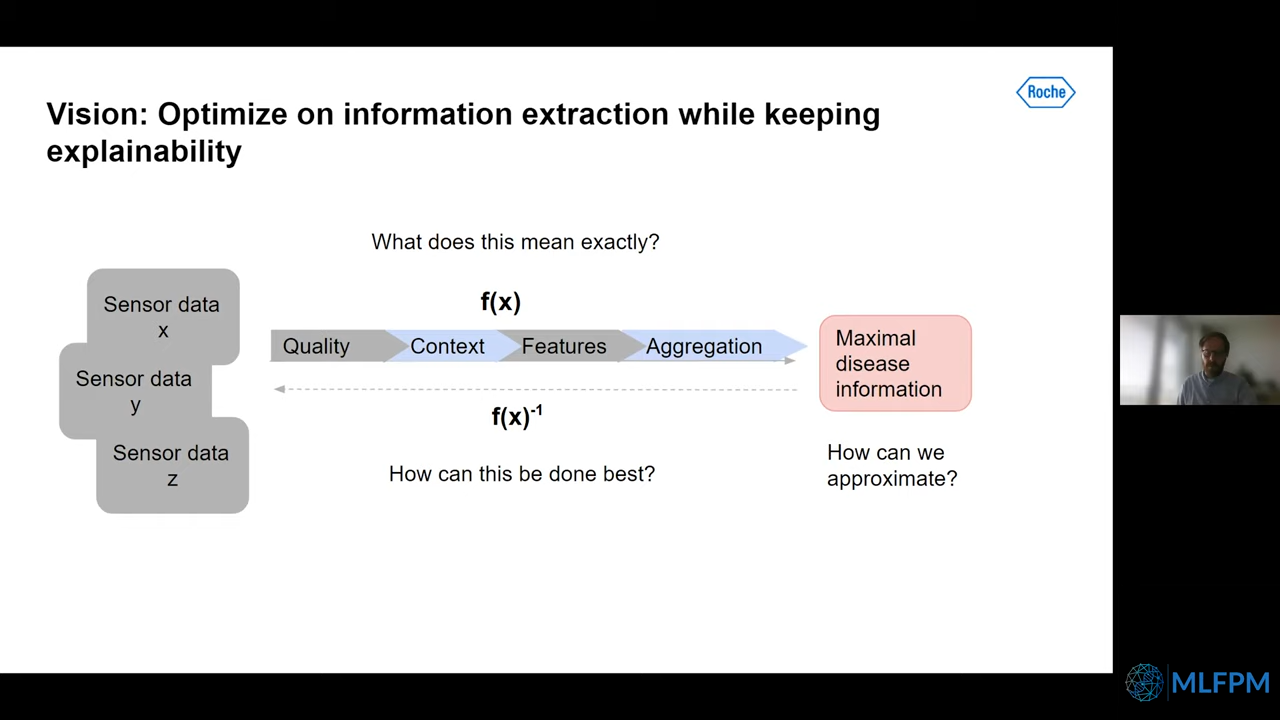 Vision: Optimize on information extraction while keeping
explainability
Roche
What does this mean exactly?
f(x)
Sensor data
x
Sensor data
y
Sensor data
z
Quality
Context
Features
Aggregation
f(x)-1
How can this be done best?
Maximal
disease
information
How can we
approximate?
MLFPM